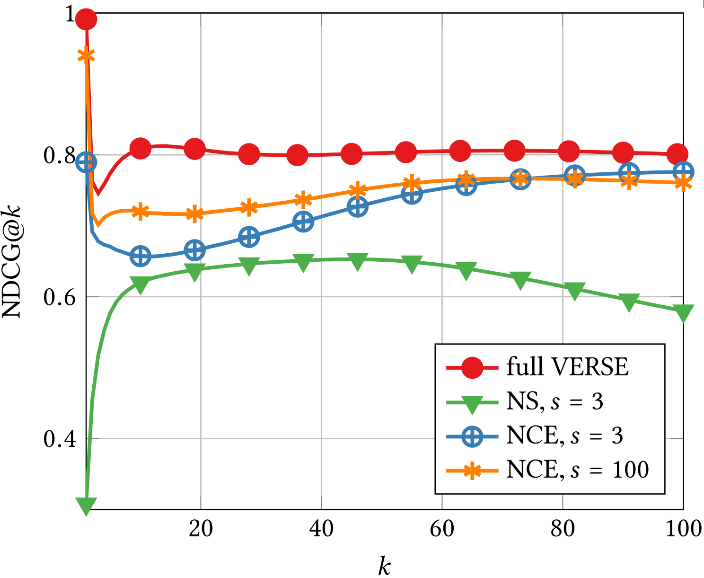 1
0.8
0.6
0.4
NDCG@k
20
40
60
80
100
k
full VERSE
NS, s = 3
NCE, s = 3
NCE, s = 100